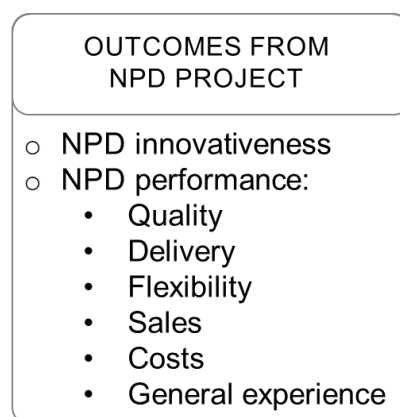 OUTCOMES FROM
NPD PROJECT
○ NPD innovativeness
○ NPD performance:
• Quality
• Delivery
• Flexibility
• Sales
• Costs
• General experience